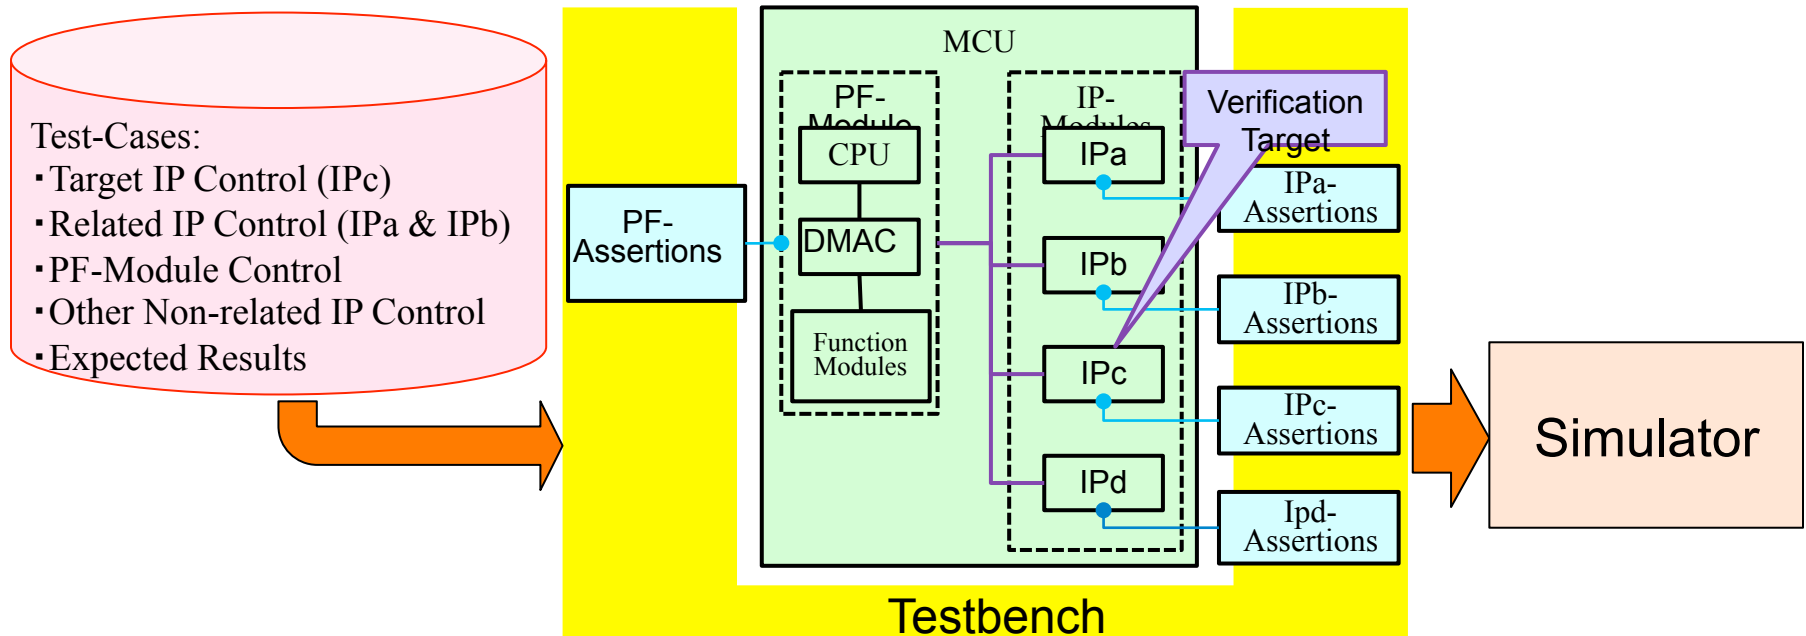 Test-Cases:
・Target IP Control (IPc)
・Related IP Control (IPa & IPb)
・PF-Module Control
・Other Non-related IP Control
・Expected Results
PF-
Assertions
MCU
PF-
Module
CPU
DMAC
Function
Modules
IP-
Modules
IPa
IPb
IPc
IPd
Verification
Target
IPa-
Assertions
IPb-
Assertions
IPc-
Assertions
Ipd-
Assertions
Testbench
Simulator